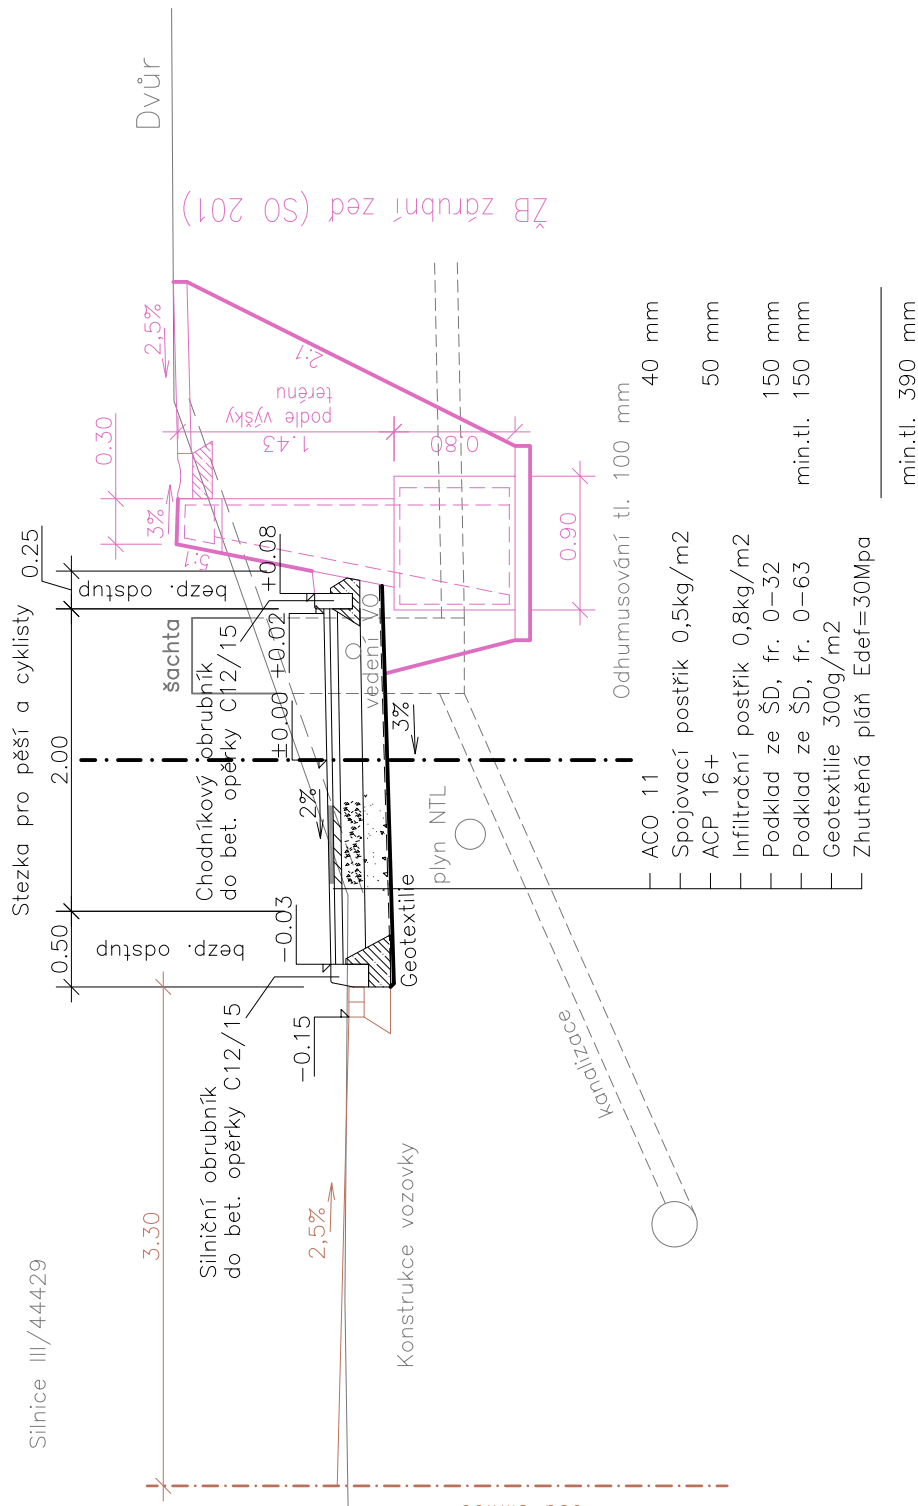 Silnice III/44429
Stezka pro pěší a cyklisty
3.30
0.50
2.00
0.25
bezp. odstup
bezp. odstup
0.30
Dvůr
Silniční obrubník
do bet. opěrky C12/15
Chodníkový obrubník
do bet. opěrky C12/15
šachta
-0.15
-0.03
±0.00
+0.02
+0.08
2,5%
2%
3%
3%
2,5%
5:1
2:1
ŽB zárubní zeď (SO 201)
1.43
podle výšky
terénu
0.80
0.90
vedení VO
Geotextilie
plyn NTL
Konstrukce vozovky
kanalizace
Odhumusování tl. 100 mm
ACO 11 40 mm
Spojovací postřik 0,5kg/m2
ACP 16+ 50 mm
Infiltrační postřik 0,8kg/m2
Podklad ze ŠD, fr. 0-32 150 mm
Podklad ze ŠD, fr. 0-63 min.tl. 150 mm
Geotextilie 300g/m2
Zhutněná pláň Edef=30Mpa
min.tl. 390 mm